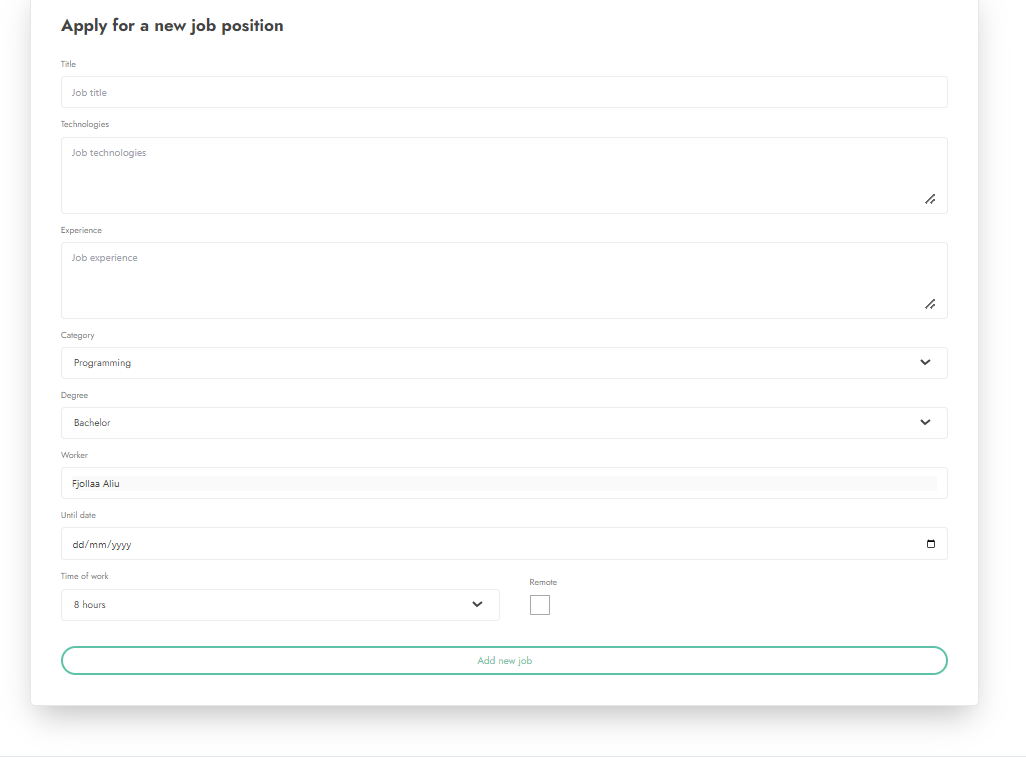 Apply for a new job position
Title
Job title
Technologies
Job technologies
Experience
Job experience
Category
Programming
Degree
Bachelor
Worker
Fjollaa Aliu
Until date
dd/mm/yyyy
Time of work
Remote
8 hours
Add new job